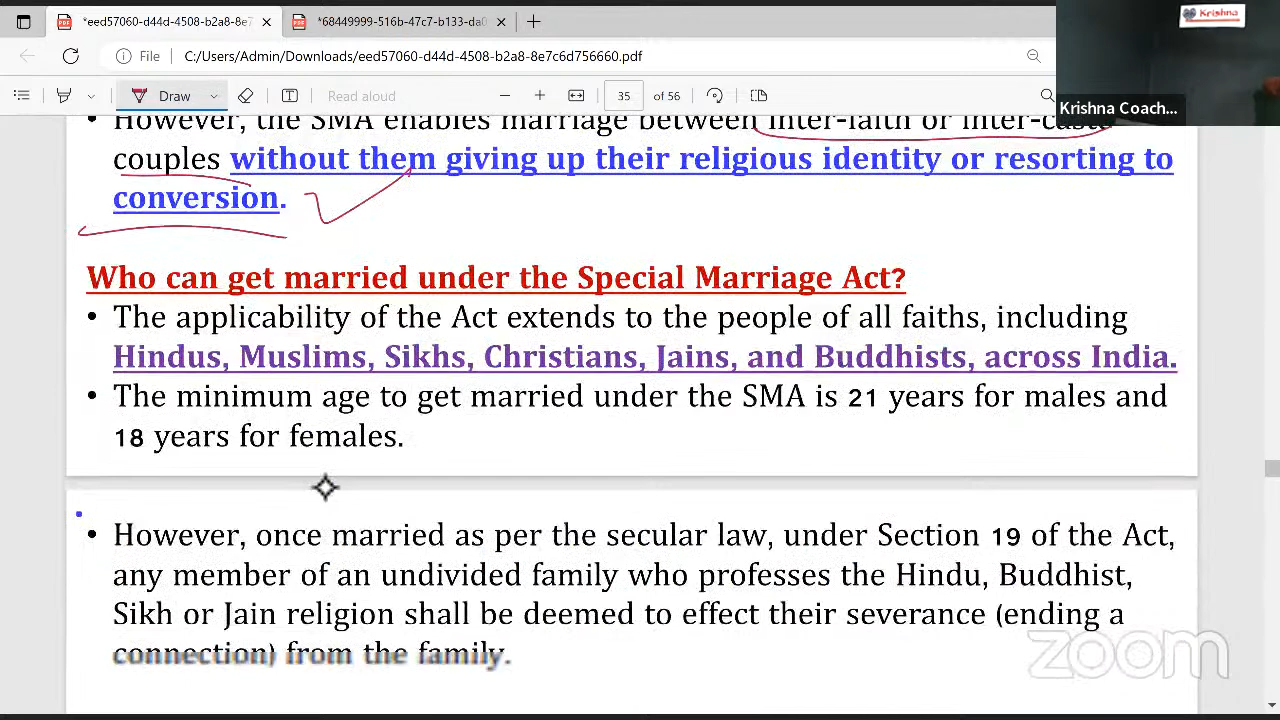 *eed57060-d44d-4508-b2a8-8e7
*68449999-516b-47c7-b133-da8
Krishna
File C:/Users/Admin/Downloads/eed57060-d44d-4508-b2a8-8e7c6d756660.pdf
Draw Read aloud 35 of 56
Krishna Coach...
However, the SMA enables marriage between inter-faith or inter-caste
couples without them giving up their religious identity or resorting to
conversion.
Who can get married under the Special Marriage Act?
• The applicability of the Act extends to the people of all faiths, including
Hindus, Muslims, Sikhs, Christians, Jains, and Buddhists, across India.
• The minimum age to get married under the SMA is 21 years for males and
18 years for females.
• However, once married as per the secular law, under Section 19 of the Act,
any member of an undivided family who professes the Hindu, Buddhist,
Sikh or Jain religion shall be deemed to effect their severance (ending a
connection) from the family.
zoom